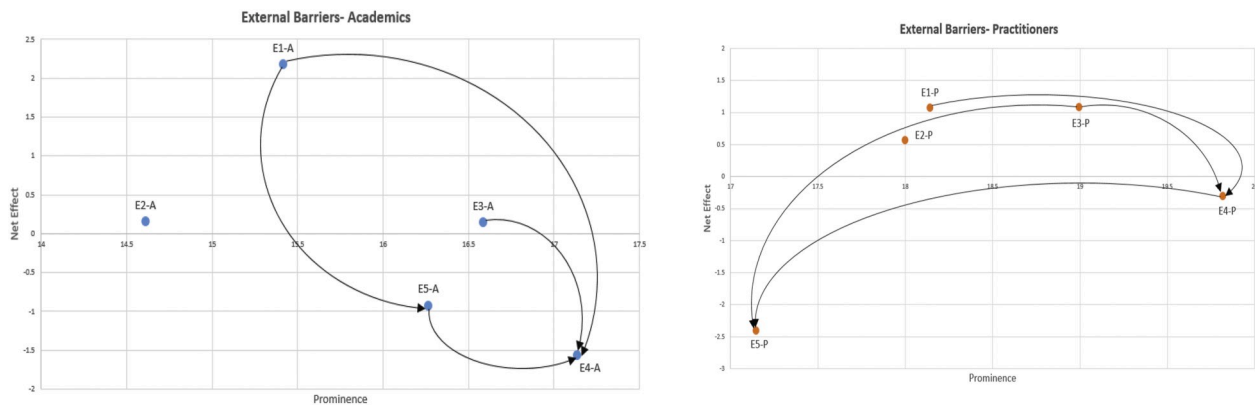 External Barriers- Academics
2.5
2
1.5
1
0.5
0
-0.5
-1
-1.5
-2
Net Effect
14
14.5
15
15.5
16
16.5
17
17.5
Prominence
E1-A
E2-A
E3-A
E5-A
E4-A
External Barriers- Practitioners
2
1.5
1
0.5
0
-0.5
-1
-1.5
-2
-2.5
-3
Net Effect
17
17.5
18
18.5
19
19.5
Prominence
E1-P
E3-P
E2-P
E4-P
E5-P